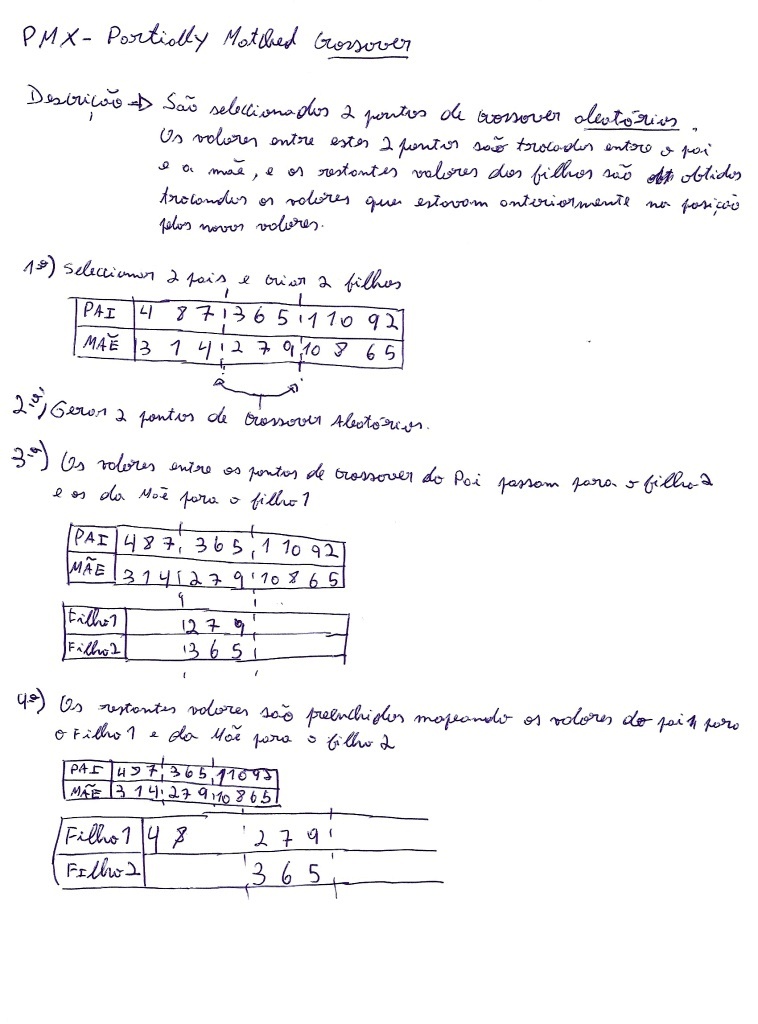 PMX - Partially Matched Crossover
Descrição => São seleccionados 2 pontos de crossover aleatórios.
Os valores entre estes 2 pontos são trocados entre o pai
e a mãe, e os restantes valores dos filhos são obtidos
trocandos os valores que estavam anteriormente na posição
pelos novos valores.
1º) Seleccionar 2 pais e criar 2 filhos
PAI 4 8 7 3 6 5 1 10 9 2
MÃE 3 1 4 2 7 9 10 8 6 5
2.º) Gerar 2 pontos de Crossover Aleatórios.
3.º) Os valores entre os pontos de crossover do Pai passam para o filho 2
e os da Mãe para o filho 1
PAI 4 8 7 3 6 5 1 10 9 2
MÃE 3 1 4 2 7 9 10 8 6 5
Filho 1 2 7 9
Filho 2 3 6 5
4º) Os restantes valores são preenchidos mapeando os valores do pai para
o Filho 1 e da Mãe para o filho 2
PAI 4 8 7 3 6 5 1 10 9 2
MÃE 3 1 4 2 7 9 10 8 6 5
Filho 1 4 8 2 7 9
Filho 2 3 6 5